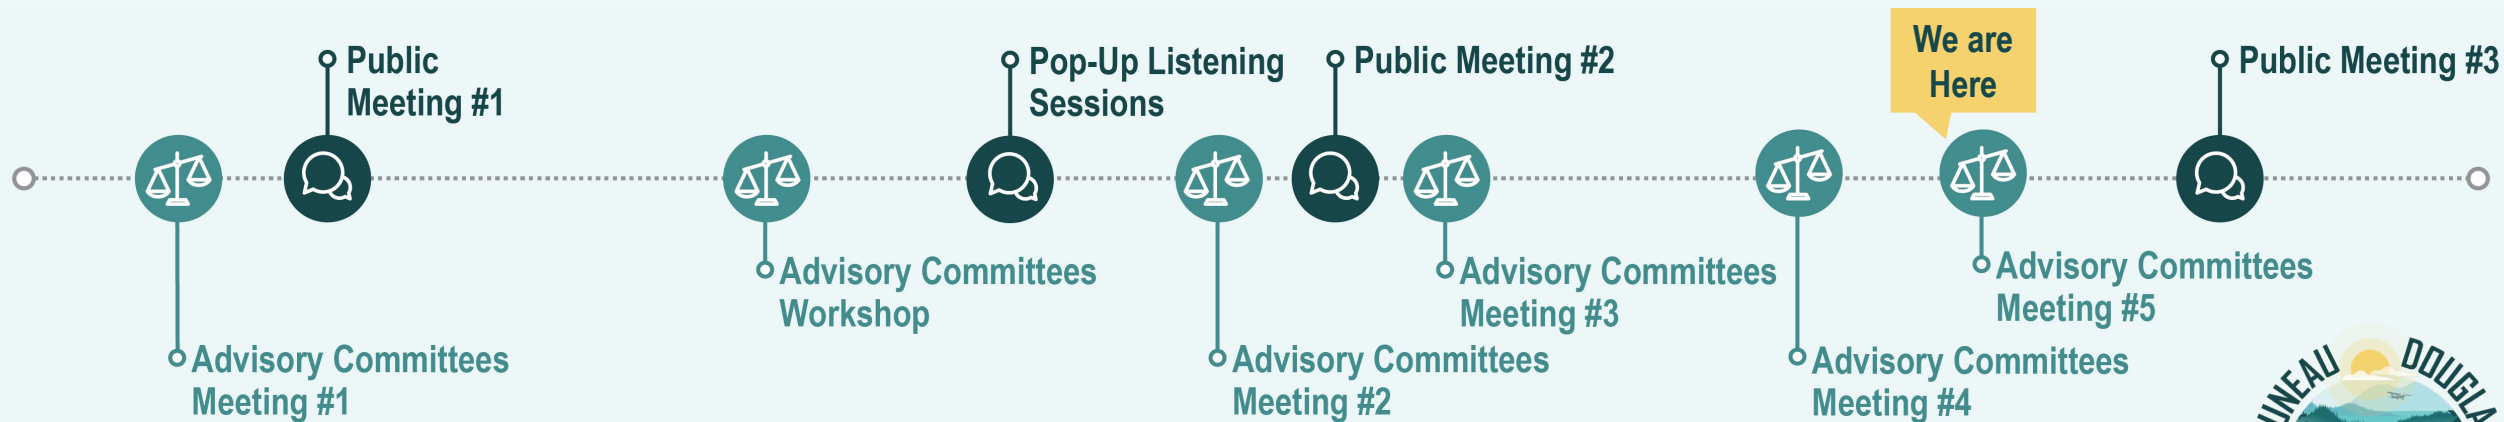 Public
Meeting #1
Pop-Up Listening
Sessions
Public Meeting #2
We are
Here
Public Meeting #3
Advisory Committees
Workshop
Advisory Committees
Meeting #3
Advisory Committees
Meeting #5
Advisory Committees
Meeting #1
Advisory Committees
Meeting #2
Advisory Committees
Meeting #4